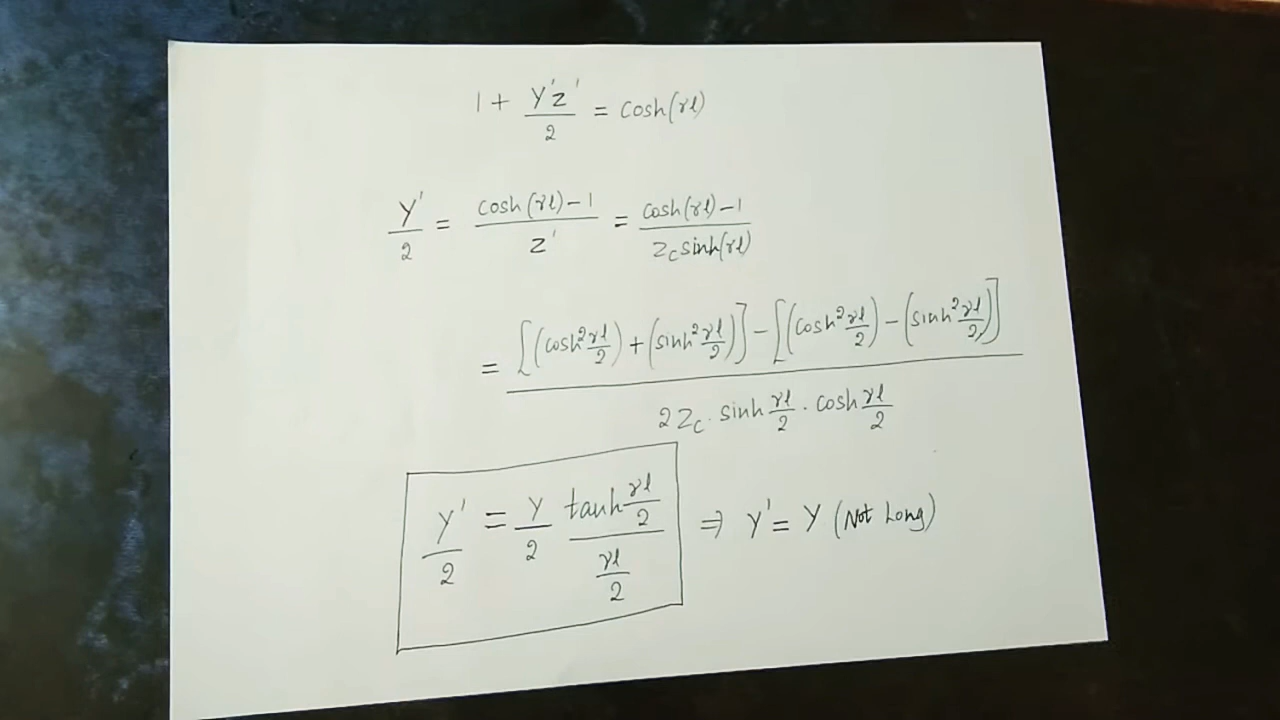 1 + Y'Z'/2 = cosh(γl)
Y'/2 = cosh(γl) - 1 / Z' = cosh(γl) - 1 / Zc sinh(γl)
= [(cosh² γl/2) + (sinh² γl/2)] - [(cosh² γl/2) - (sinh² γl/2)] / 2Zc · sinh γl/2 · cosh γl/2
Y'/2 = Y/2 tanh γl/2 / γl/2 ⇒ Y' = Y (Not Long)